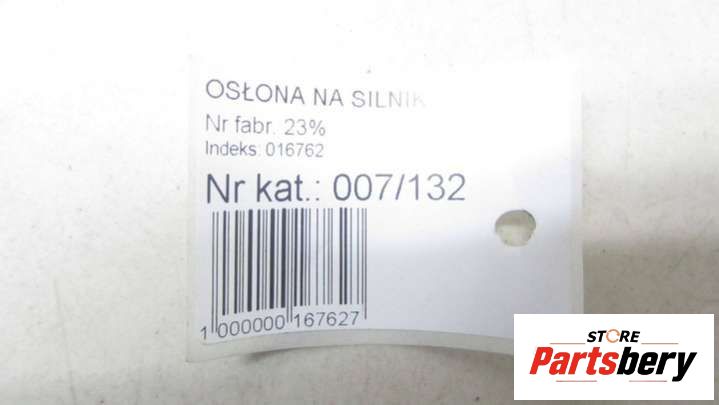 OSŁONA NA SILNIK
Nr fabr. 23%
Indeks: 016762
Nr kat.: 007/132
1 000000 167627
STORE
Partsbery